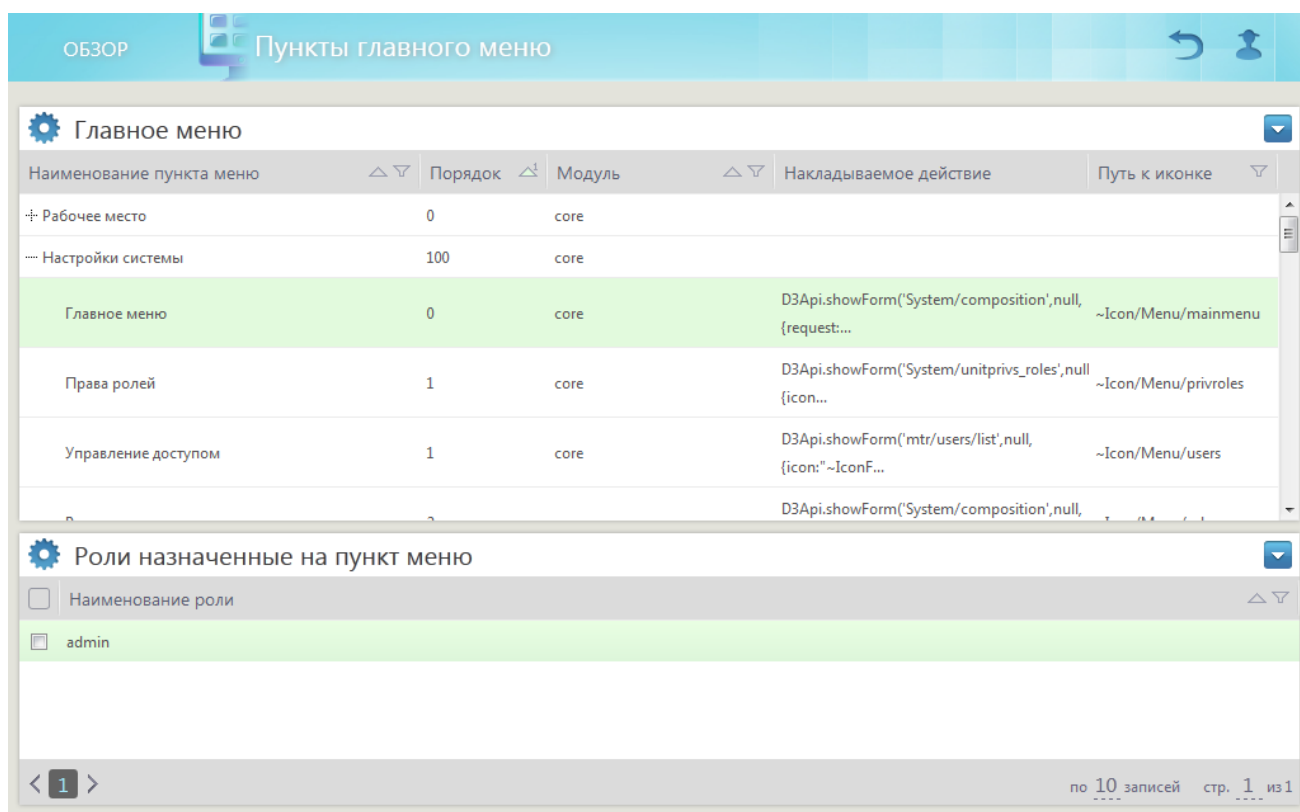 ОБЗОР Пункты главного меню
Главное меню
Наименование пункта меню Порядок 1 Модуль Накладываемое действие Путь к иконке
Рабочее место 0 core
Настройки системы 100 core
Главное меню 0 core D3Api.showForm('System/composition',null, {request:... ~Icon/Menu/mainmenu
Права ролей 1 core D3Api.showForm('System/unitprivs_roles',null {icon... ~Icon/Menu/privroles
Управление доступом 1 core D3Api.showForm('mtr/users/list',null, {icon:"~IconF... ~Icon/Menu/users
D3Api.showForm('System/composition',null,
Роли назначенные на пункт меню
Наименование роли
admin
1 по 10 записей стр. 1 из 1